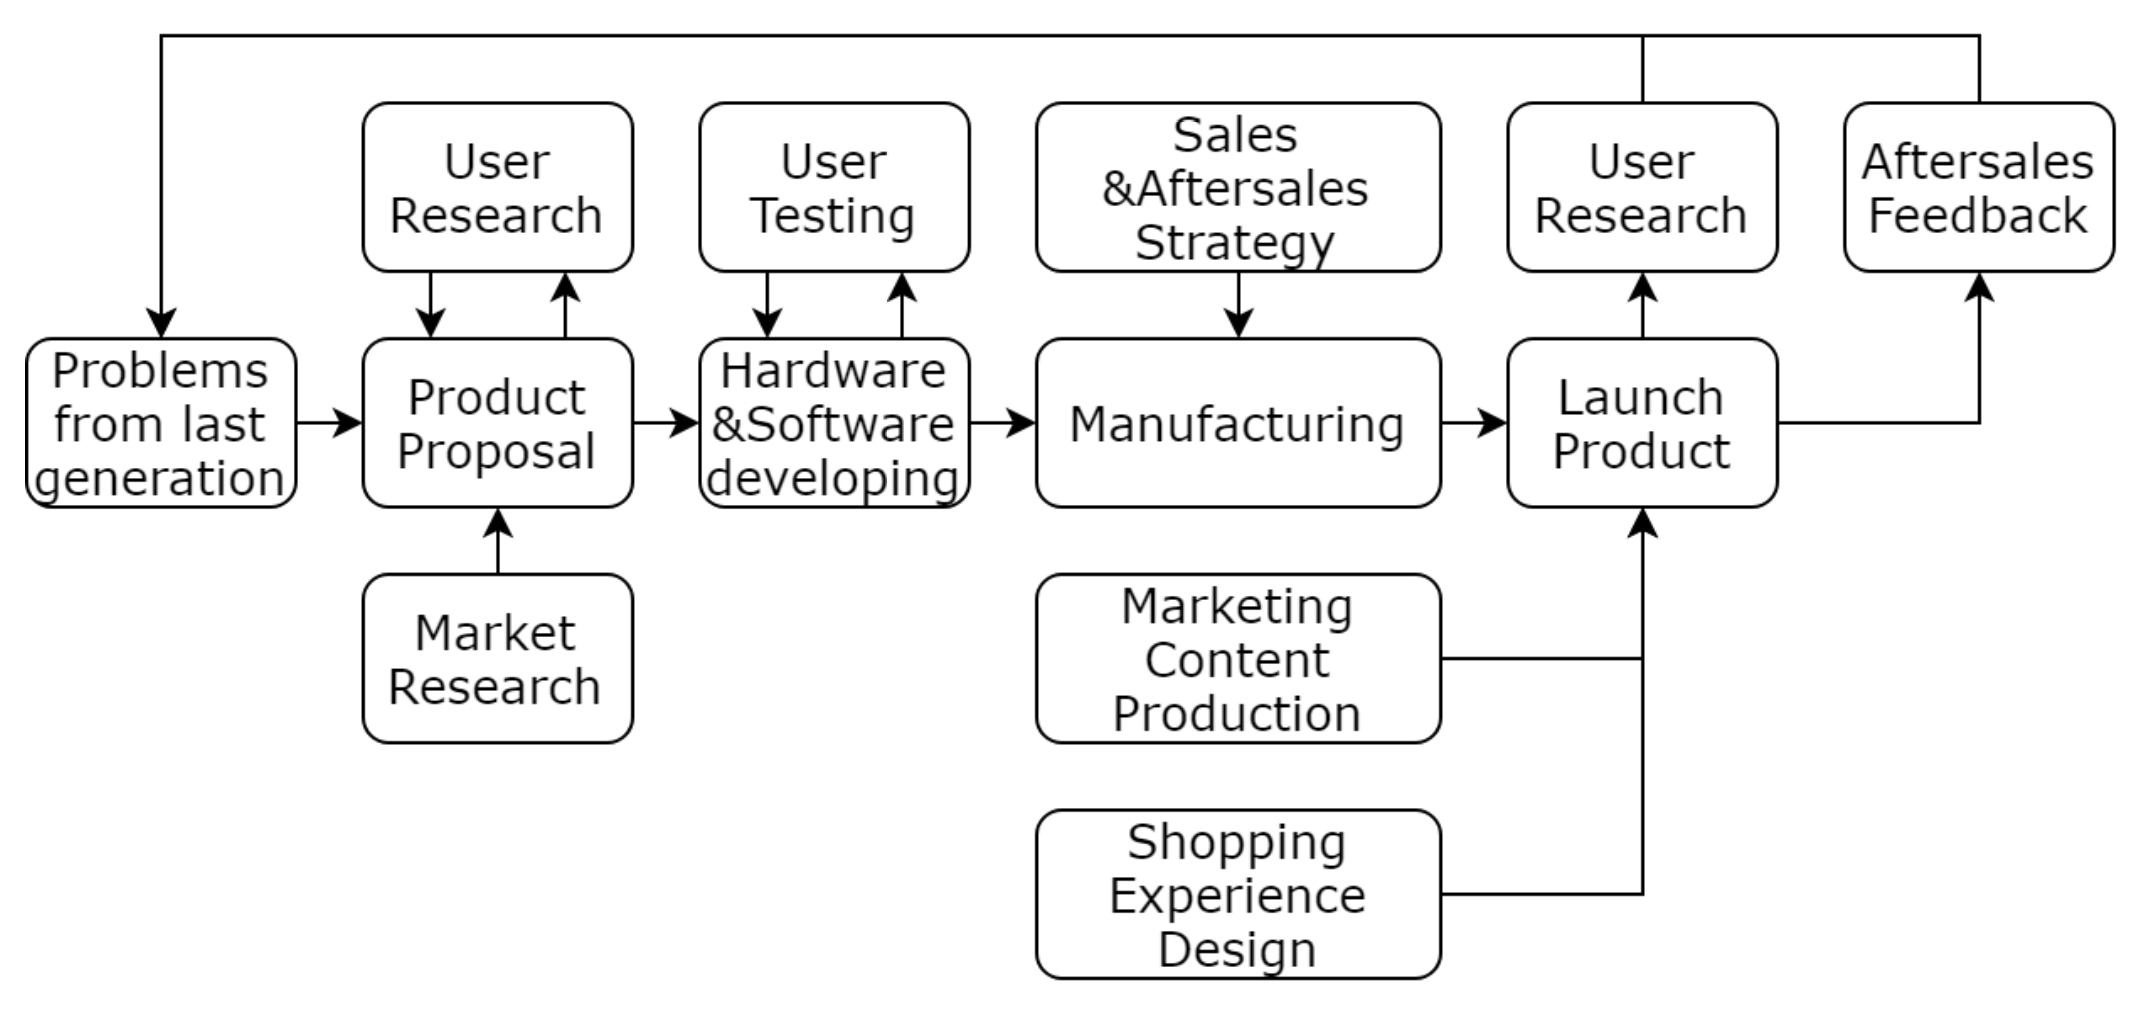 User
Research
User
Testing
Sales
&Aftersales
Strategy
User
Research
Aftersales
Feedback
Problems
from last
generation
Product
Proposal
Hardware
&Software
developing
Manufacturing
Launch
Product
Market
Research
Marketing
Content
Production
Shopping
Experience
Design